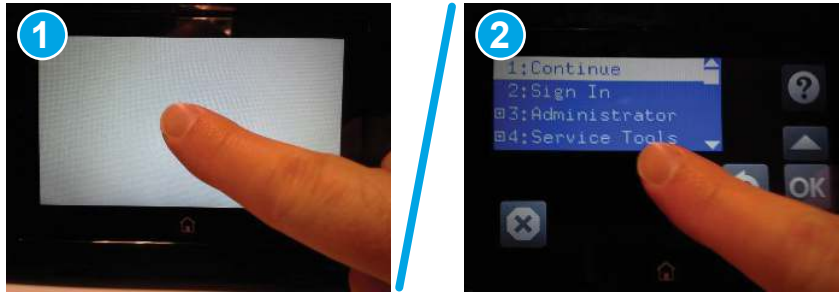 1
2
1:Continue
2:Sign In
⊞3:Administrator
⊞4:Service Tools
?
OK